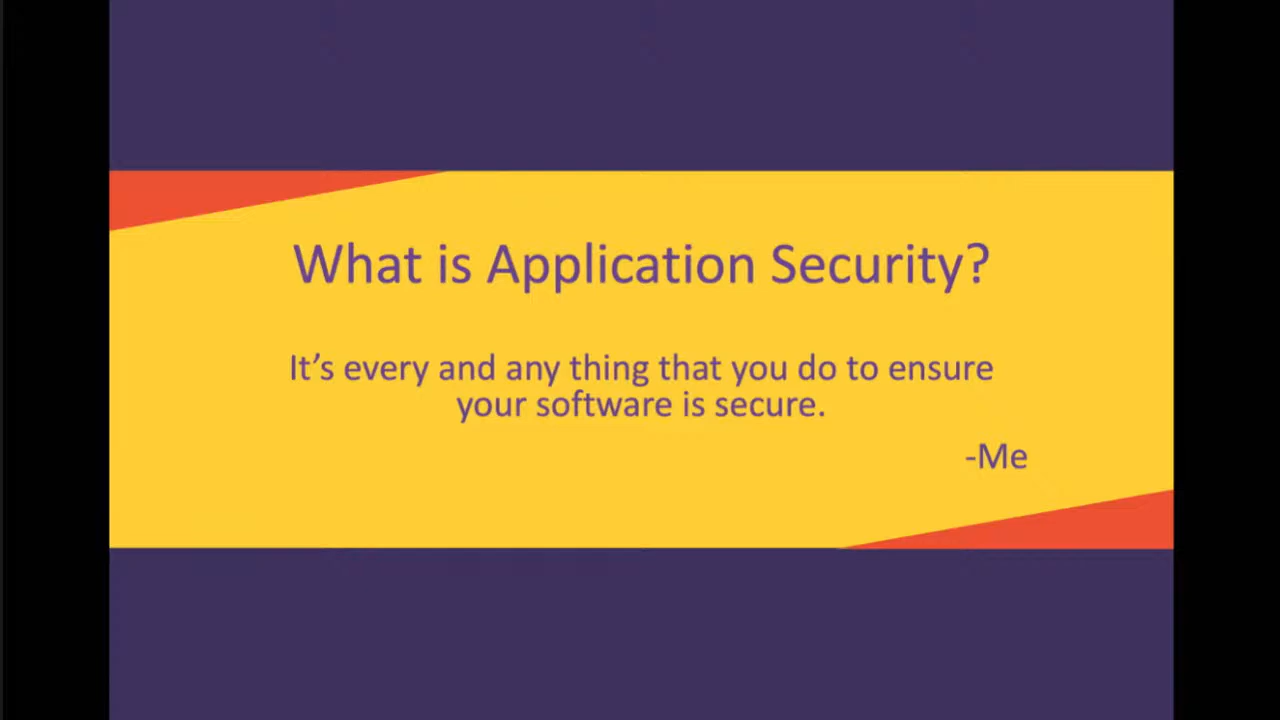 What is Application Security?
It’s every and any thing that you do to ensure
your software is secure.
-Me